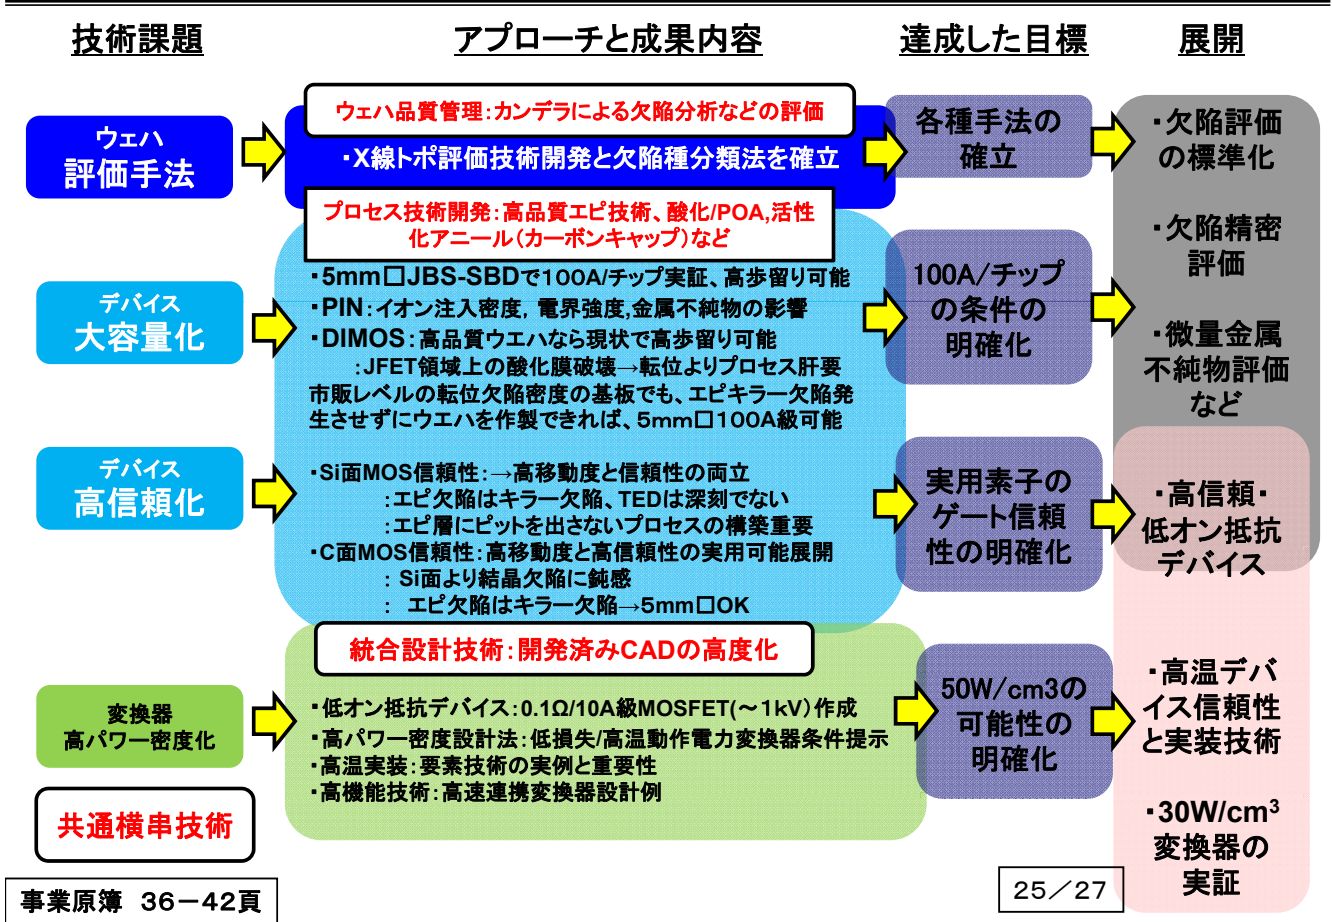 技術課題
アプローチと成果内容
達成した目標
展開
ウェハ
評価手法
ウェハ品質管理：カンデラによる欠陥分析などの評価
・X線トポ評価技術開発と欠陥種分類法を確立
各種手法の
確立
プロセス技術開発：高品質エピ技術、酸化/POA,活性
化アニール（カーボンキャップ）など
デバイス
大容量化
・5mm□JBS-SBDで100A/チップ実証、高歩留り可能
・PIN：イオン注入密度，電界強度,金属不純物の影響
・DIMOS：高品質ウエハなら現状で高歩留り可能
：JFET領域上の酸化膜破壊→転位よりプロセス肝要
市販レベルの転位欠陥密度の基板でも、エピキラー欠陥発
生させずにウエハを作製できれば、5mm□100A級可能
100A/チップ
の条件の
明確化
デバイス
高信頼化
・Si面MOS信頼性：→高移動度と信頼性の両立
：エピ欠陥はキラー欠陥、TEDは深刻でない
：エピ層にピットを出さないプロセスの構築重要
・C面MOS信頼性：高移動度と高信頼性の実用可能展開
： Si面より結晶欠陥に鈍感
： エピ欠陥はキラー欠陥→5mm□OK
実用素子の
ゲート信頼
性の明確化
変換器
高パワー密度化
統合設計技術：開発済みCADの高度化
・低オン抵抗デバイス：0.1Ω/10A級MOSFET(～1kV）作成
・高パワー密度設計法：低損失/高温動作電力変換器条件提示
・高温実装：要素技術の実例と重要性
・高機能技術：高速連携変換器設計例
50W/cm3の
可能性の
明確化
・欠陥評価
の標準化
・欠陥精密
評価
・微量金属
不純物評価
など
・高信頼・
低オン抵抗
デバイス
・高温デバ
イス信頼性
と実装技術
・30W/cm³
変換器の
実証
共通横串技術
事業原簿 36－42頁
25／27